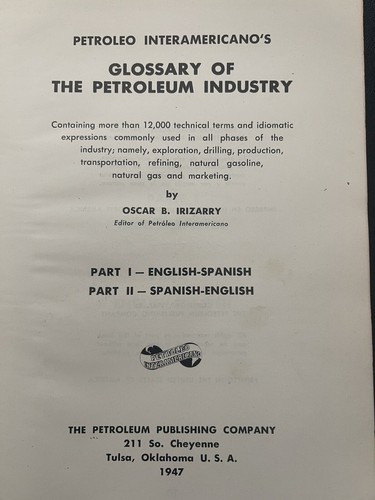 PETROLEO INTERAMERICANO'S
GLOSSARY OF
THE PETROLEUM INDUSTRY
Containing more than 12,000 technical terms and idiomatic
expressions commonly used in all phases of the
industry; namely, exploration, drilling, production,
transportation, refining, natural gasoline,
natural gas and marketing.
by
OSCAR B. IRIZARRY
Editor of Petróleo Interamericano
PART I — ENGLISH-SPANISH
PART II — SPANISH-ENGLISH
PETROLEO
INTERAMERICANO
THE PETROLEUM PUBLISHING COMPANY
211 So. Cheyenne
Tulsa, Oklahoma U. S. A.
1947